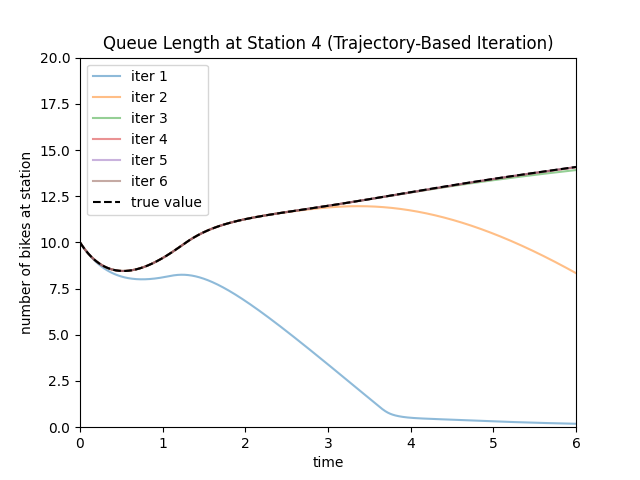 Queue Length at Station 4 (Trajectory-Based Iteration)
20.0
17.5
15.0
12.5
10.0
7.5
5.0
2.5
0.0
number of bikes at station
iter 1
iter 2
iter 3
iter 4
iter 5
iter 6
true value
0 1 2 3 4 5 6
time